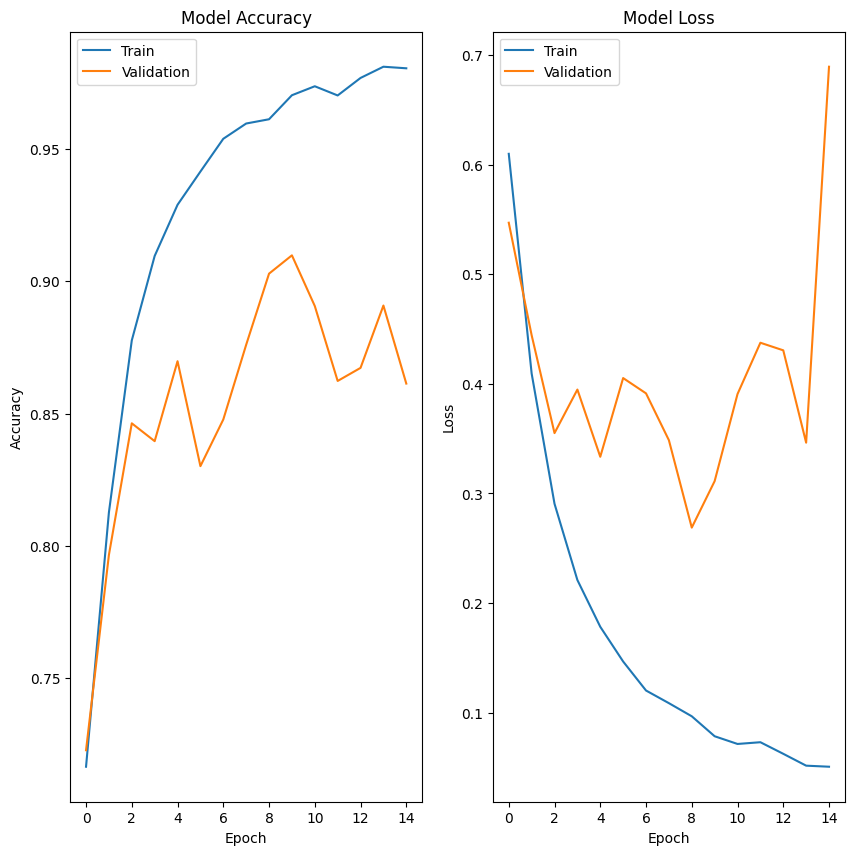 Model Accuracy
Train
Validation
0.95
0.90
0.85
0.80
0.75
Accuracy
0 2 4 6 8 10 12 14
Epoch
Model Loss
Train
Validation
0.7
0.6
0.5
0.4
0.3
0.2
0.1
Loss
0 2 4 6 8 10 12 14
Epoch